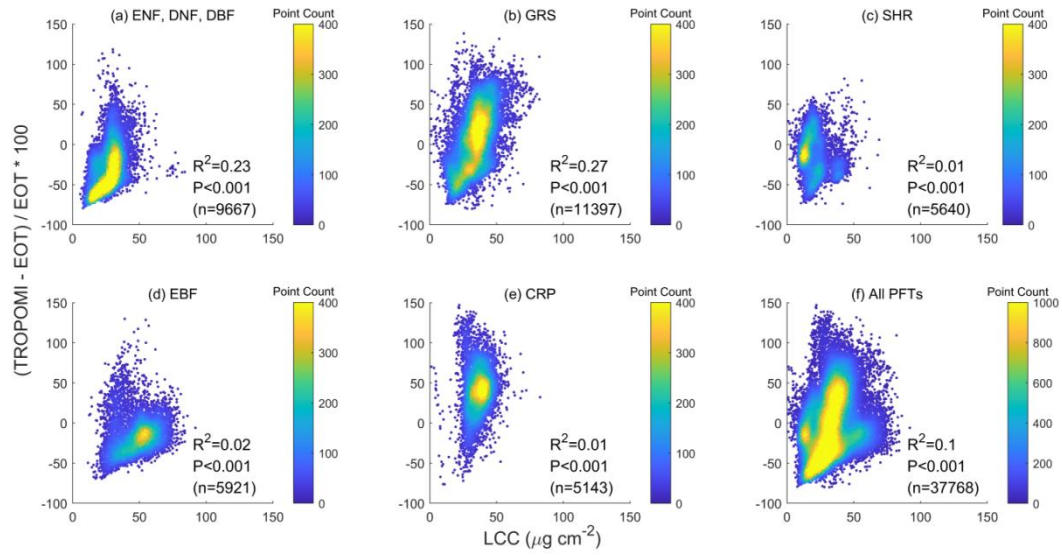 (TROPOMI - EOT) / EOT * 100
(a) ENF, DNF, DBF
Point Count
150
100
50
0
-50
-100
0
50
100
150
400
300
200
100
0
R²=0.23
P<0.001
(n=9667)
(b) GRS
Point Count
150
100
50
0
-50
-100
0
50
100
150
400
300
200
100
0
R²=0.27
P<0.001
(n=11397)
(c) SHR
Point Count
150
100
50
0
-50
-100
0
50
100
150
400
300
200
100
0
R²=0.01
P<0.001
(n=5640)
(d) EBF
Point Count
150
100
50
0
-50
-100
0
50
100
150
400
300
200
100
0
R²=0.02
P<0.001
(n=5921)
(e) CRP
Point Count
150
100
50
0
-50
-100
0
50
100
150
400
300
200
100
0
R²=0.01
P<0.001
(n=5143)
(f) All PFTs
Point Count
150
100
50
0
-50
-100
0
50
100
150
1000
800
600
400
200
0
R²=0.1
P<0.001
(n=37768)
LCC (μg cm⁻²)